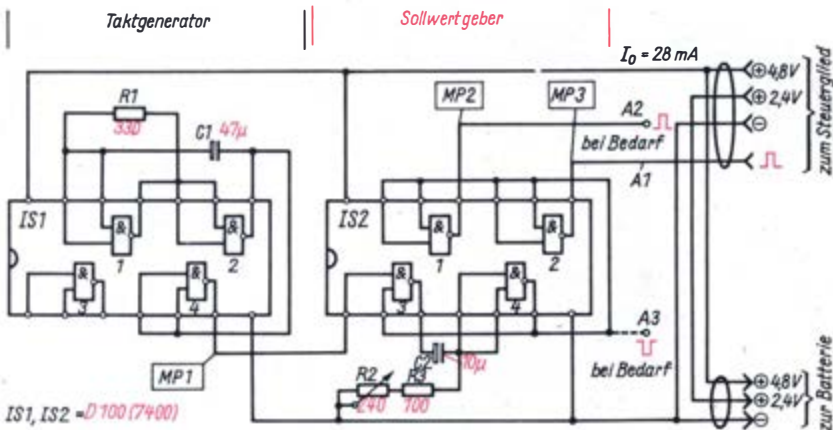 Taktgenerator
Sollwertgeber
I₀ = 28 mA
4,8V
2,4V
zum Steuerglied
R1
330
C1 47µ
MP2
MP3
A2
bei Bedarf
A1
IS1
&
1
&
2
&
3
&
4
IS2
&
1
&
2
&
3
&
4
MP1
C2
10µ
R2
240
R3
100
A3
bei Bedarf
4,8V
2,4V
zur Batterie
IS1, IS2 = D100 (7400)